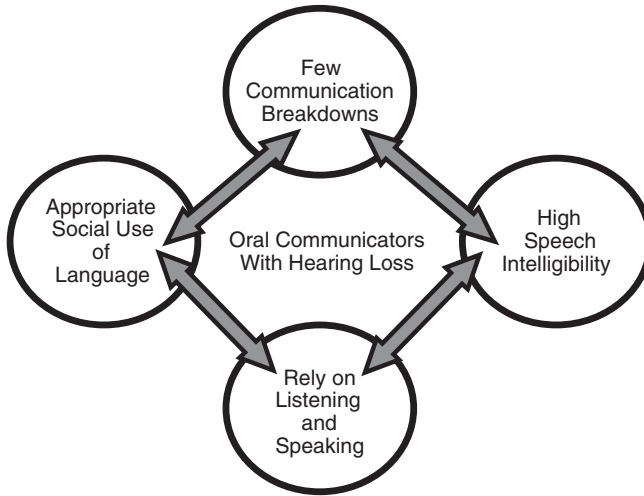 Few
Communication
Breakdowns
Appropriate
Social Use
of
Language
Oral Communicators
With Hearing Loss
High
Speech
Intelligibility
Rely on
Listening
and
Speaking